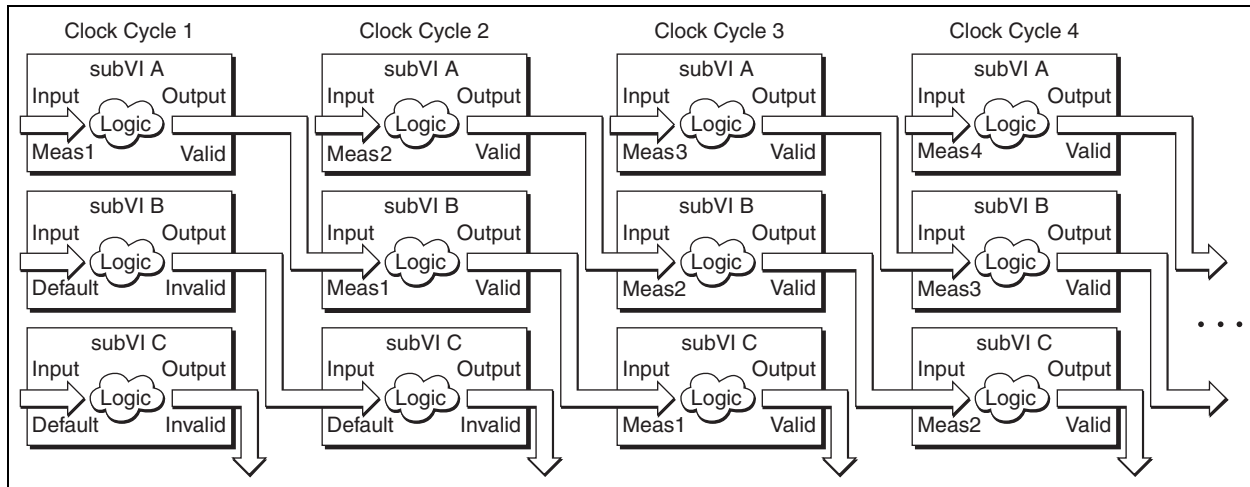 Clock Cycle 1
Clock Cycle 2
Clock Cycle 3
Clock Cycle 4
subVI A
Input
Output
Logic
Meas1
Valid
subVI A
Input
Output
Logic
Meas2
Valid
subVI A
Input
Output
Logic
Meas3
Valid
subVI A
Input
Output
Logic
Meas4
Valid
subVI B
Input
Output
Logic
Default
Invalid
subVI B
Input
Output
Logic
Meas1
Valid
subVI B
Input
Output
Logic
Meas2
Valid
subVI B
Input
Output
Logic
Meas3
Valid
. . .
subVI C
Input
Output
Logic
Default
Invalid
subVI C
Input
Output
Logic
Default
Invalid
subVI C
Input
Output
Logic
Meas1
Valid
subVI C
Input
Output
Logic
Meas2
Valid